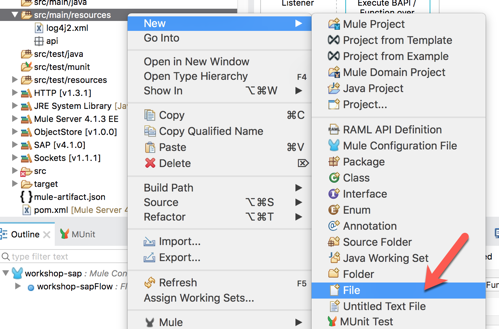 src/main/java
src/main/resources
log4j2.xml
api
src/test/java
src/test/munit
src/test/resources
HTTP [v1.3.1]
JRE System Library [Java
Mule Server 4.1.3 EE
ObjectStore [v1.0.0]
SAP [v4.1.0]
Sockets [v1.1.1]
src
target
mule-artifact.json
pom.xml [Mule Server 4
Outline
MUnit
type filter text
workshop-sap Mule Con
workshop-sapFlow Mule
New
Go Into
Open in New Window
Open Type Hierarchy F4
Show In ⌥⌘W
Copy ⌘C
Copy Qualified Name
Paste ⌘V
Delete ⌦
Build Path
Source ⌥⌘S
Refactor ⌥⌘T
Import...
Export...
Refresh F5
Assign Working Sets...
Mule
Listener
Execute BAPI /
Function over
Mule Project
Project from Template
Project from Example
Mule Domain Project
Java Project
Project...
RAML API Definition
Mule Configuration File
Package
Class
Interface
Enum
Annotation
Source Folder
Java Working Set
Folder
File
Untitled Text File
MUnit Test